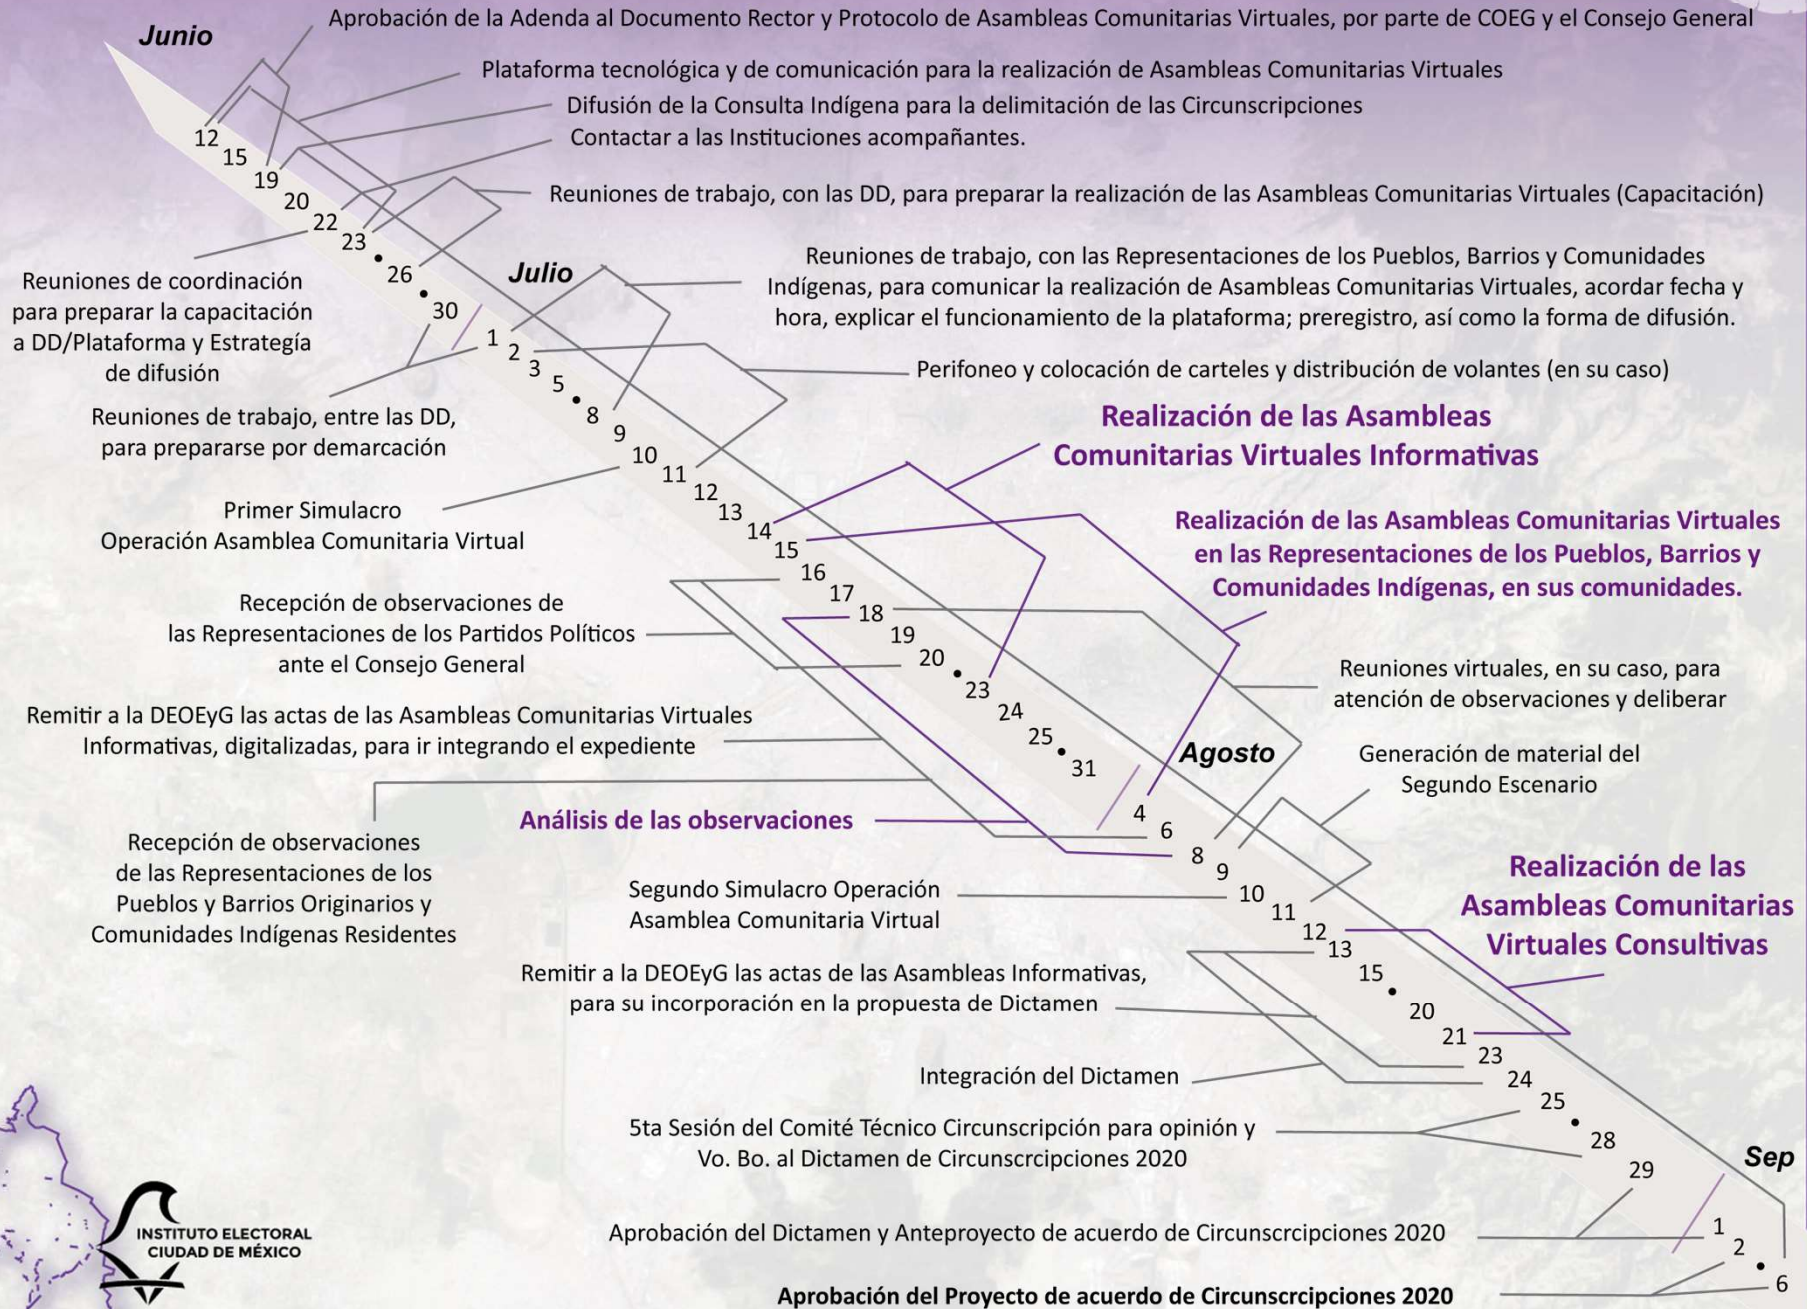 Aprobación de la Adenda al Documento Rector y Protocolo de Asambleas Comunitarias Virtuales, por parte de COEG y el Consejo General
Junio
Plataforma tecnológica y de comunicación para la realización de Asambleas Comunitarias Virtuales
Difusión de la Consulta Indígena para la delimitación de las Circunscripciones
Contactar a las Instituciones acompañantes.
12
15
19
20
22
23
26
30
Reuniones de trabajo, con las DD, para preparar la realización de las Asambleas Comunitarias Virtuales (Capacitación)
Reuniones de coordinación
para preparar la capacitación
a DD/Plataforma y Estrategía
de difusión
Julio
Reuniones de trabajo, con las Representaciones de los Pueblos, Barrios y Comunidades
Indígenas, para comunicar la realización de Asambleas Comunitarias Virtuales, acordar fecha y
hora, explicar el funcionamiento de la plataforma; preregistro, así como la forma de difusión.
1
2
3
5
8
9
10
11
12
13
14
15
16
17
18
19
20
23
24
25
31
Perifoneo y colocación de carteles y distribución de volantes (en su caso)
Reuniones de trabajo, entre las DD,
para prepararse por demarcación
Realización de las Asambleas
Comunitarias Virtuales Informativas
Primer Simulacro
Operación Asamblea Comunitaria Virtual
Realización de las Asambleas Comunitarias Virtuales
en las Representaciones de los Pueblos, Barrios y
Comunidades Indígenas, en sus comunidades.
Recepción de observaciones de
las Representaciones de los Partidos Políticos
ante el Consejo General
Reuniones virtuales, en su caso, para
atención de observaciones y deliberar
Remitir a la DEOEyG las actas de las Asambleas Comunitarias Virtuales
Informativas, digitalizadas, para ir integrando el expediente
Agosto
Generación de material del
Segundo Escenario
4
6
8
9
10
11
12
13
15
20
21
23
24
25
28
29
Análisis de las observaciones
Recepción de observaciones
de las Representaciones de los
Pueblos y Barrios Originarios y
Comunidades Indígenas Residentes
Segundo Simulacro Operación
Asamblea Comunitaria Virtual
Realización de las
Asambleas Comunitarias
Virtuales Consultivas
Remitir a la DEOEyG las actas de las Asambleas Informativas,
para su incorporación en la propuesta de Dictamen
Integración del Dictamen
5ta Sesión del Comité Técnico Circunscripción para opinión y
Vo. Bo. al Dictamen de Circunscrcipciones 2020
Sep
1
2
6
Aprobación del Dictamen y Anteproyecto de acuerdo de Circunscrcipciones 2020
Aprobación del Proyecto de acuerdo de Circunscrcipciones 2020
INSTITUTO ELECTORAL
CIUDAD DE MÉXICO